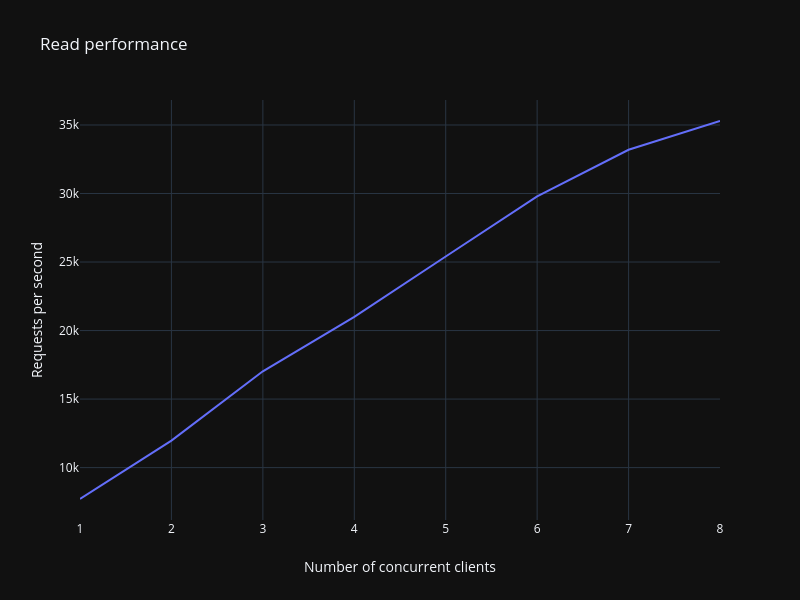 Read performance
Requests per second
35k
30k
25k
20k
15k
10k
1 2 3 4 5 6 7 8
Number of concurrent clients